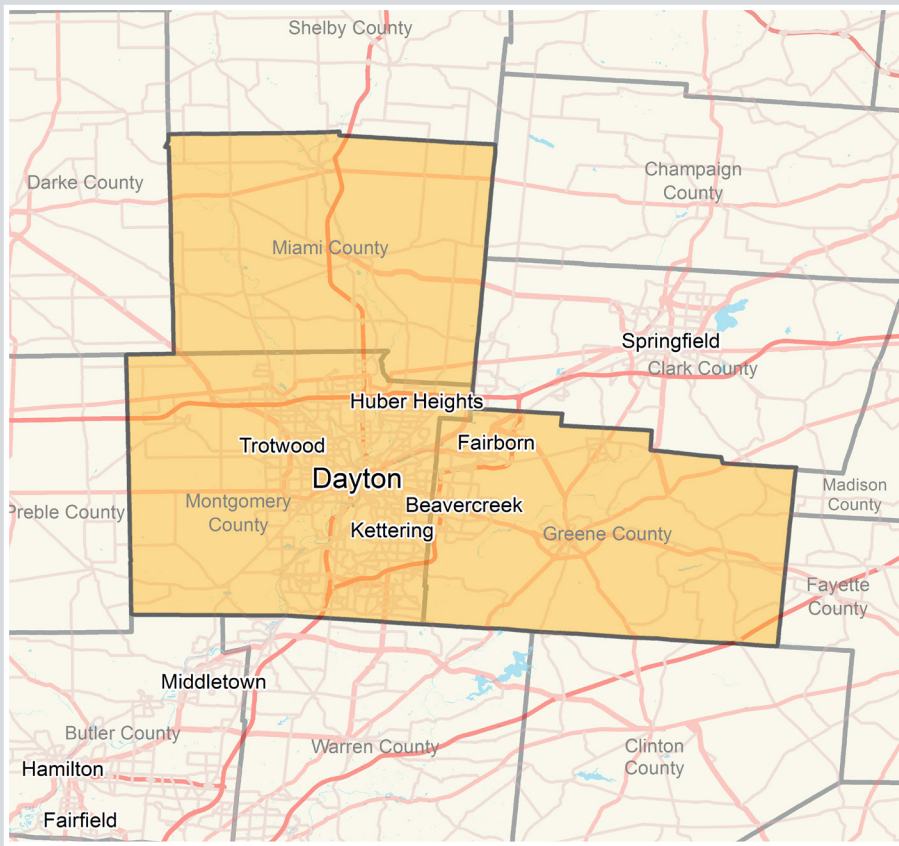 Shelby County
Darke County
Champaign
County
Miami County
Springfield
Clark County
Huber Heights
Trotwood
Fairborn
Dayton
Madison
County
Preble County
Montgomery
County
Beavercreek
Kettering
Greene County
Fayette
County
Middletown
Butler County
Warren County
Clinton
County
Hamilton
Fairfield